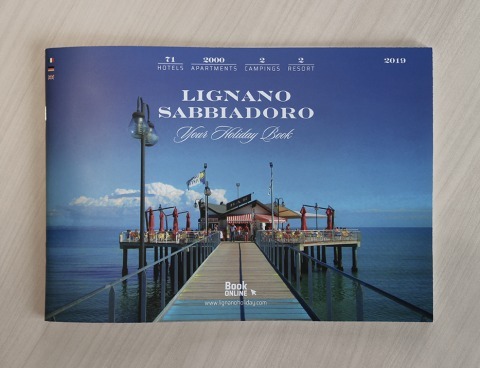 71 2000 2 2 2019
HOTELS APARTMENTS CAMPINGS RESORT
LIGNANO
SABBIADORO
Your Holiday Book
Book
ONLINE
www.lignanoholiday.com